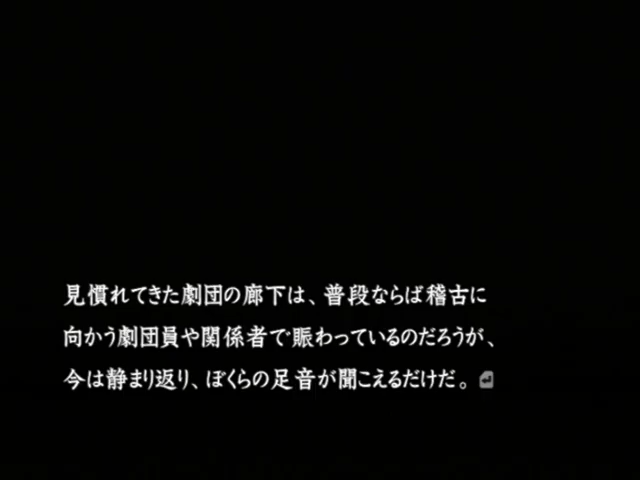 見慣れてきた劇団の廊下は、普段ならば稽古に
向かう劇団員や関係者で賑わっているのだろうが、
今は静まり返り、ぼくらの足音が聞こえるだけだ。